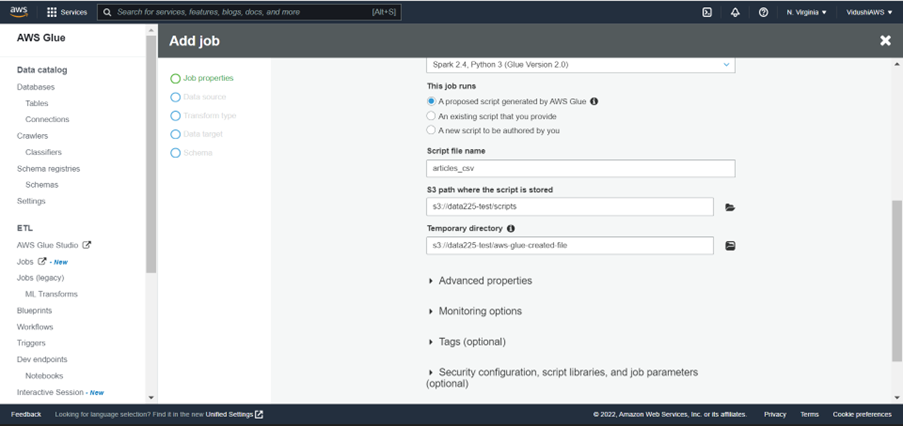 aws
Services
Search for services, features, blogs, docs, and more
[Alt+S]
N. Virginia
VidushiAWS
AWS Glue
Data catalog
Databases
Tables
Connections
Crawlers
Classifiers
Schema registries
Schemas
Settings
ETL
AWS Glue Studio
Jobs - New
Jobs (legacy)
ML Transforms
Blueprints
Workflows
Triggers
Dev endpoints
Notebooks
Interactive Session - New
Add job
Job properties
Data source
Transform type
Data target
Schema
Spark 2.4, Python 3 (Glue Version 2.0)
This job runs
A proposed script generated by AWS Glue
An existing script that you provide
A new script to be authored by you
Script file name
articles_csv
S3 path where the script is stored
s3://data225-test/scripts
Temporary directory
s3://data225-test/aws-glue-created-file
Advanced properties
Monitoring options
Tags (optional)
Security configuration, script libraries, and job parameters
(optional)
Feedback
Looking for language selection? Find it in the new Unified Settings
© 2022, Amazon Web Services, Inc. or its affiliates.
Privacy
Terms
Cookie preferences